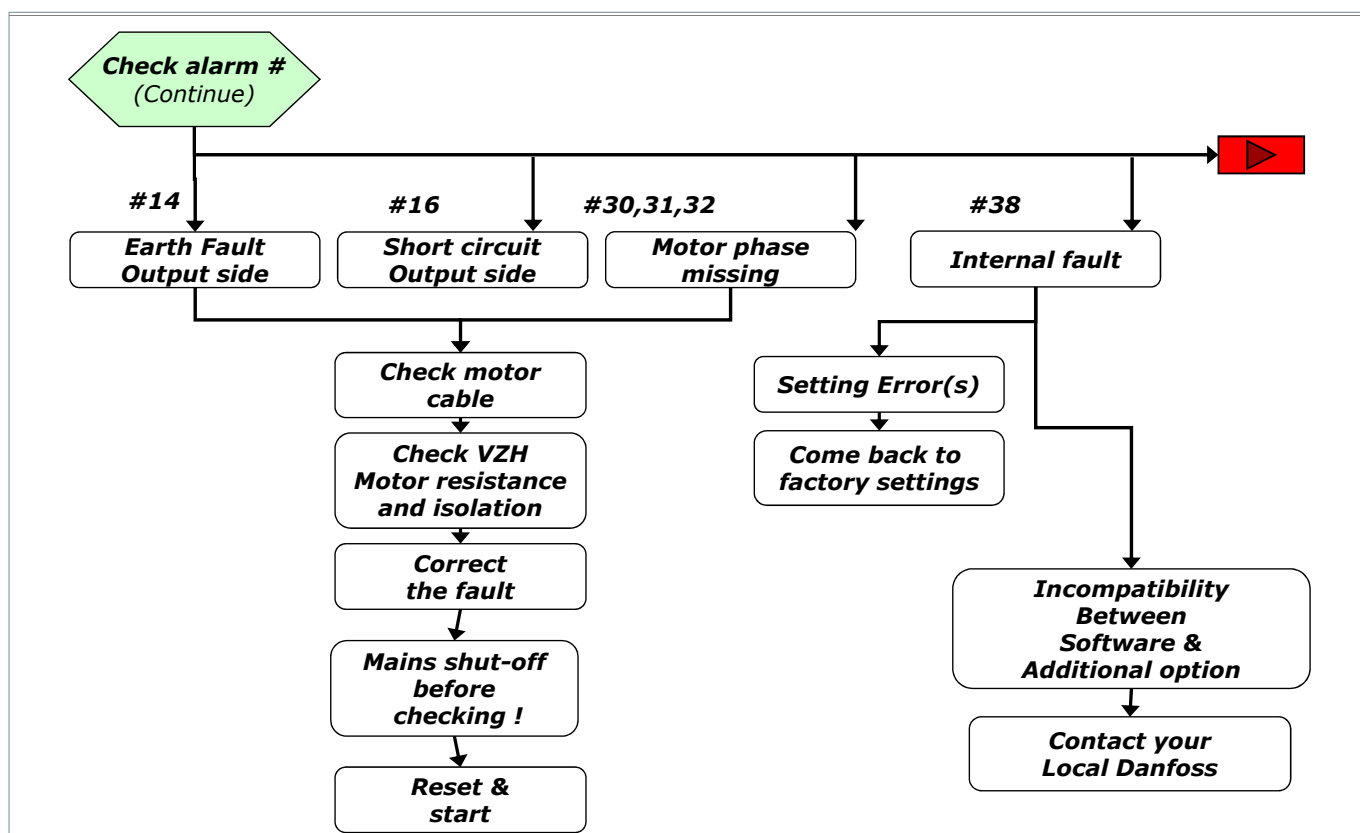 Check alarm #
(Continue)
#14
#16
#30,31,32
#38
Earth Fault
Output side
Short circuit
Output side
Motor phase
missing
Internal fault
Check motor
cable
Check VZH
Motor resistance
and isolation
Correct
the fault
Mains shut-off
before
checking !
Reset &
start
Setting Error(s)
Come back to
factory settings
Incompatibility
Between
Software &
Additional option
Contact your
Local Danfoss